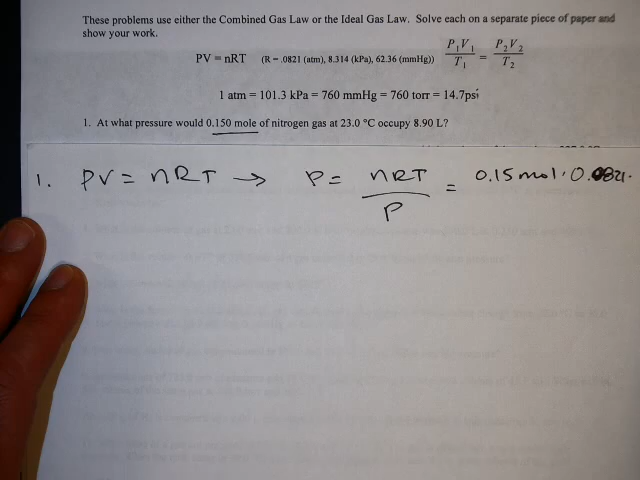 These problems use either the Combined Gas Law or the Ideal Gas Law. Solve each on a separate piece of paper and
show your work.
PV = nRT (R = .0821 (atm), 8.314 (kPa), 62.36 (mmHg)) P₁V₁/T₁ = P₂V₂/T₂
1 atm = 101.3 kPa = 760 mmHg = 760 torr = 14.7psi
1. At what pressure would 0.150 mole of nitrogen gas at 23.0 °C occupy 8.90 L?
1. PV = nRT → P = nRT/P = 0.15mol·0.0821·